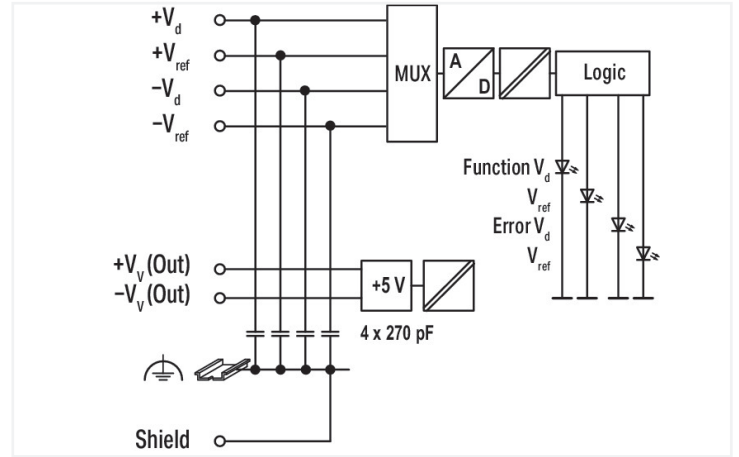 +Vd
+Vref
−Vd
−Vref
MUX
A
D
Logic
Function Vd
Vref
Error Vd
Vref
+VV (Out)
−VV (Out)
+5 V
4 x 270 pF
Shield